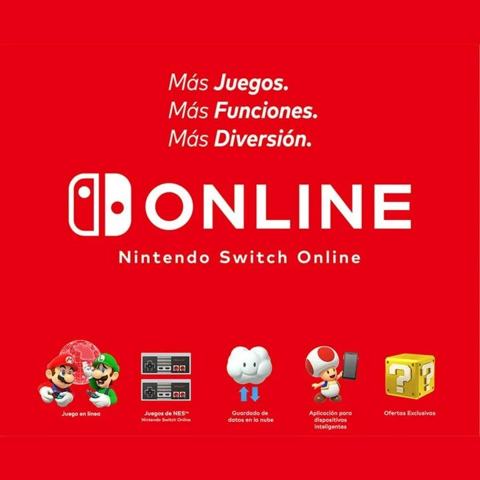 Más Juegos.
Más Funciones.
Más Diversión.
ONLINE
Nintendo Switch Online
Juego en línea
Juegos de NES™
Nintendo Switch Online
Guardado de
datos en la nube
Aplicación para
dispositivos
inteligentes
Ofertas Exclusivas
? ?